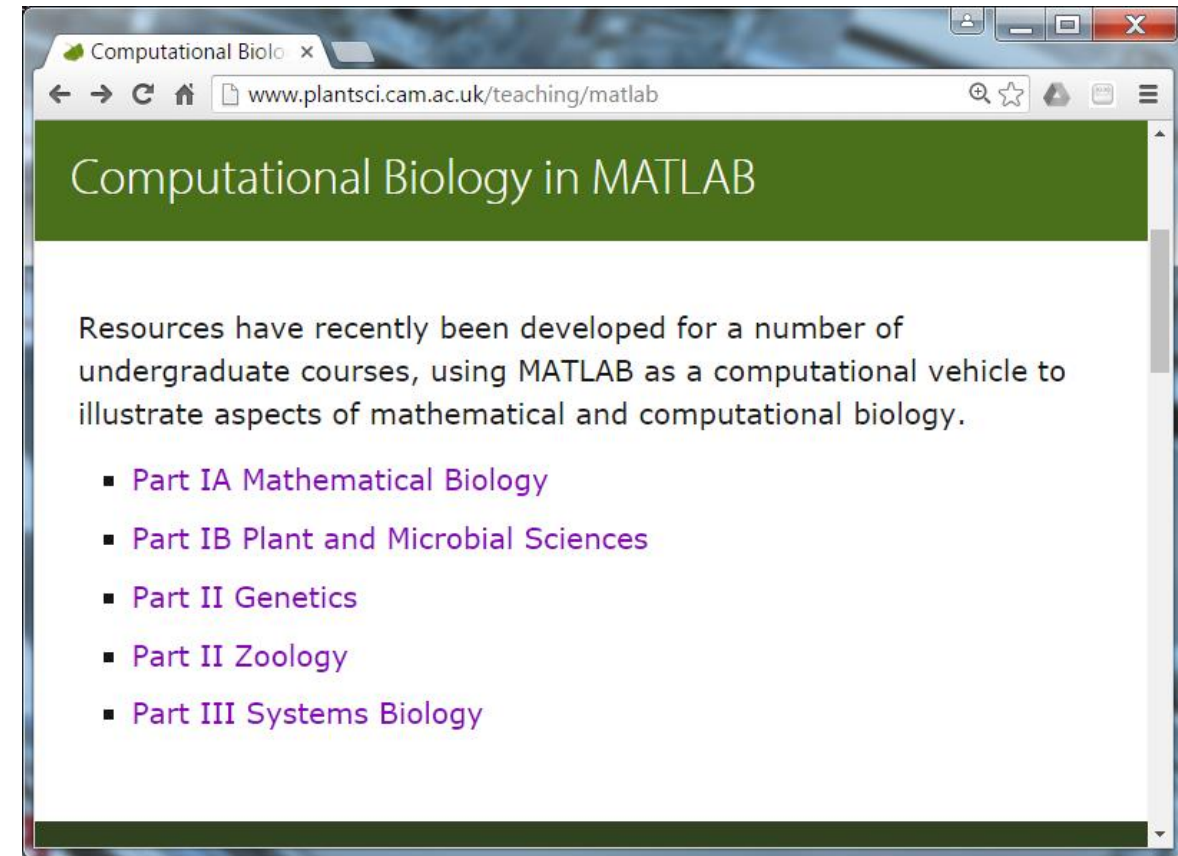 Computational Biolo
www.plantsci.cam.ac.uk/teaching/matlab
Computational Biology in MATLAB
Resources have recently been developed for a number of
undergraduate courses, using MATLAB as a computational vehicle to
illustrate aspects of mathematical and computational biology.
▪ Part IA Mathematical Biology
▪ Part IB Plant and Microbial Sciences
▪ Part II Genetics
▪ Part II Zoology
▪ Part III Systems Biology